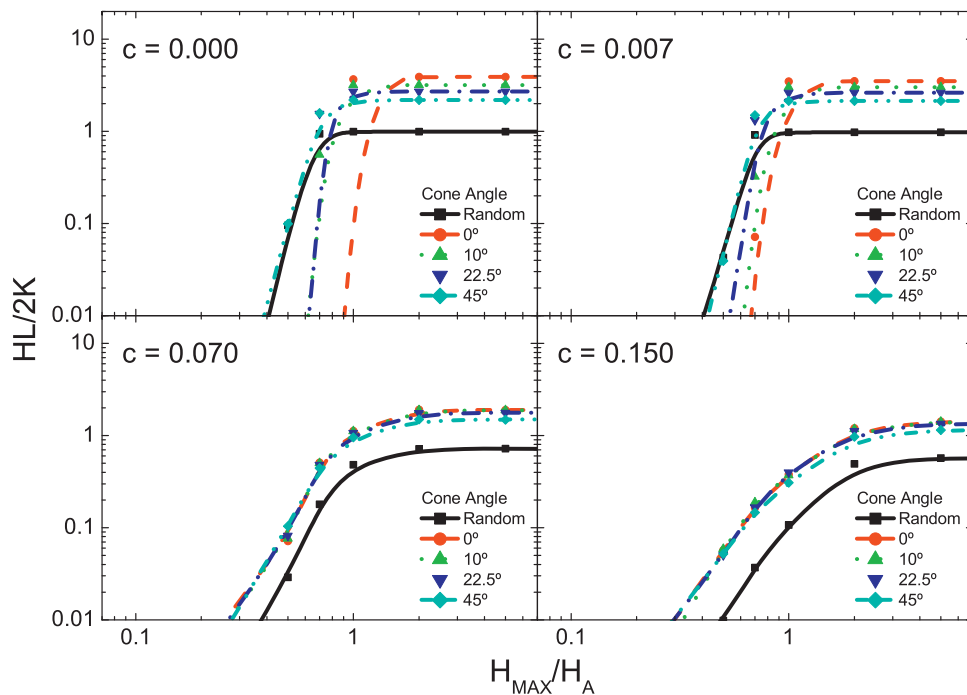 c = 0.000
c = 0.007
10
1
0.1
0.01
Cone Angle
Random
0º
10º
22.5º
45º
Cone Angle
Random
0º
10º
22.5º
45º
HL/2K
c = 0.070
c = 0.150
10
1
0.1
0.01
Cone Angle
Random
0º
10º
22.5º
45º
Cone Angle
Random
0º
10º
22.5º
45º
0.1 1 0.1 1
H_MAX/H_A